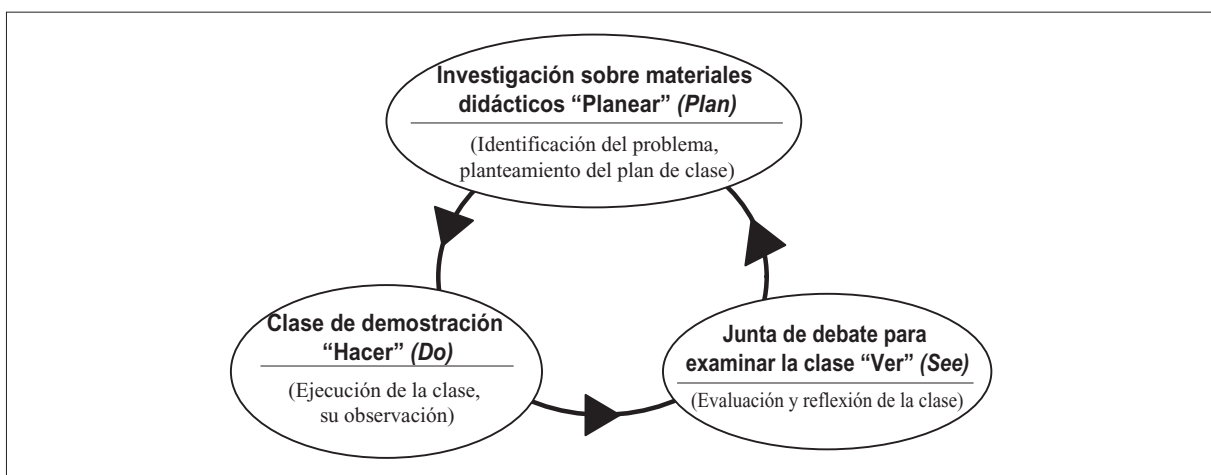 Investigación sobre materiales
didácticos “Planear” (Plan)
(Identificación del problema,
planteamiento del plan de clase)
Clase de demostración
“Hacer” (Do)
(Ejecución de la clase,
su observación)
Junta de debate para
examinar la clase “Ver” (See)
(Evaluación y reflexión de la clase)